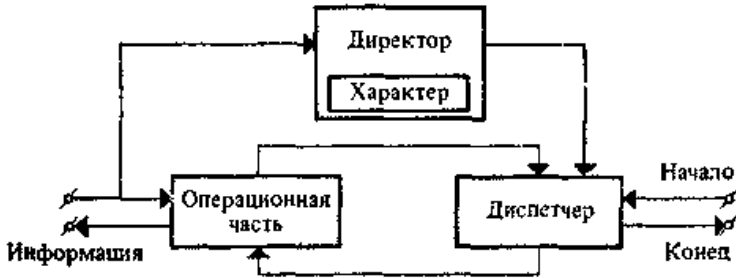 Директор
Характер
Операционная
часть
Диспетчер
Начало
Информация
Конец